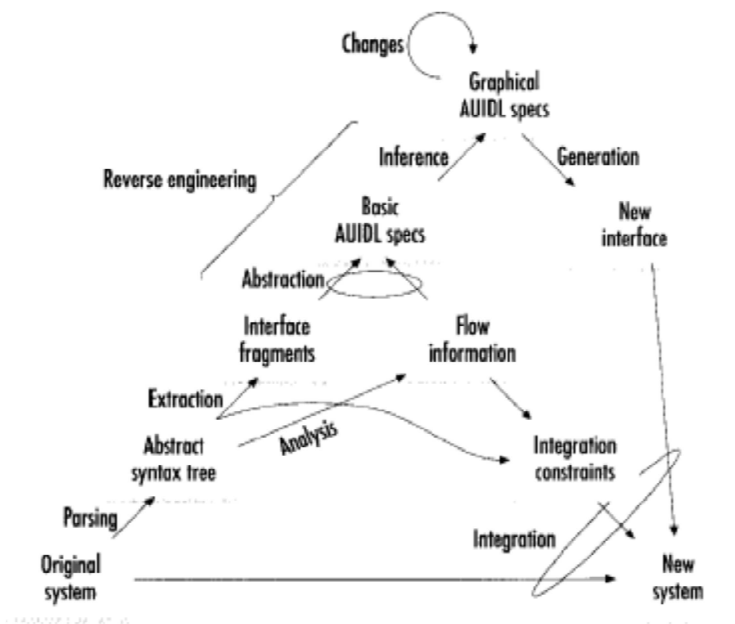 Changes
Graphical
AUIDL specs
Inference
Generation
Reverse engineering
Basic
AUIDL specs
New
interface
Abstraction
Interface
fragments
Flow
information
Extraction
Analysis
Abstract
syntax tree
Integration
constraints
Parsing
Integration
Original
system
New
system